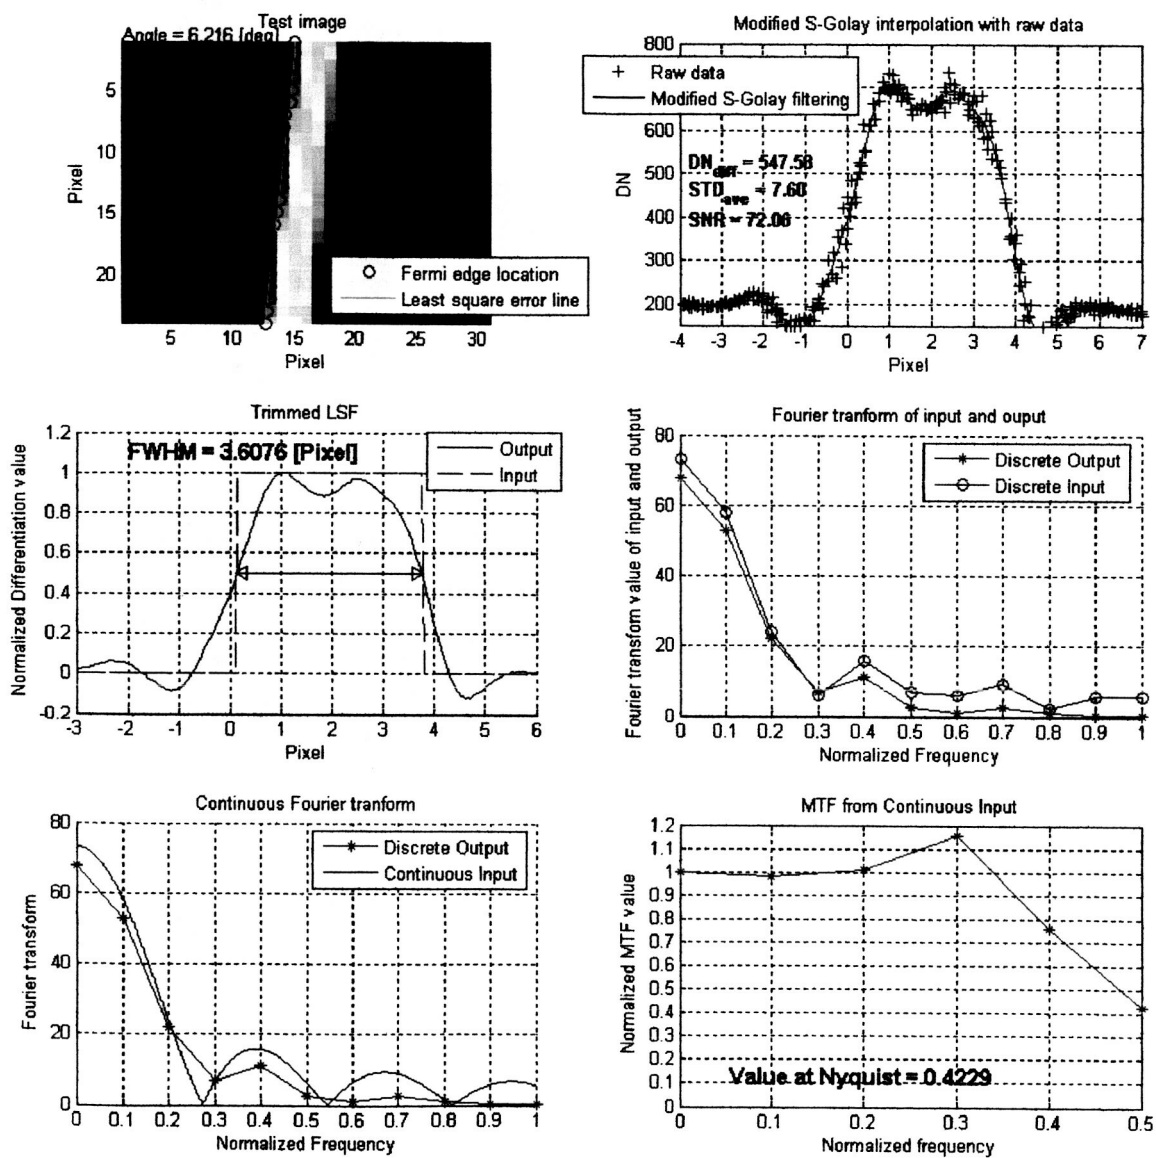 Test image
Angle = 6.216 [deg]
Pixel
5
10
15
20
Fermi edge location
Least square error line
5 10 15 20 25 30
Pixel
Modified S-Golay interpolation with raw data
Raw data
Modified S-Golay filtering
DN
800
700
600
500
400
300
200
DN_diff = 547.58
STD_ave = 7.60
SNR = 72.06
-4 -3 -2 -1 0 1 2 3 4 5 6 7
Pixel
Trimmed LSF
FWHM = 3.6076 [Pixel]
Output
Input
Normalized Differentiation value
1.2
1
0.8
0.6
0.4
0.2
0
-0.2
-3 -2 -1 0 1 2 3 4 5 6
Pixel
Fourier tranform of input and ouput
Discrete Output
Discrete Input
Fourier transfom value of input and output
80
60
40
20
0
0 0.1 0.2 0.3 0.4 0.5 0.6 0.7 0.8 0.9 1
Normalized Frequency
Continuous Fourier tranform
Discrete Output
Continuous Input
Fourier transform
80
60
40
20
0
0 0.1 0.2 0.3 0.4 0.5 0.6 0.7 0.8 0.9 1
Normalized Frequency
MTF from Continuous Input
Normalized MTF value
1.2
1.1
1
0.9
0.8
0.7
0.6
0.5
0.4
0.3
0.2
0.1
0
Value at Nyquist = 0.4229
0 0.1 0.2 0.3 0.4 0.5
Normalized frequency